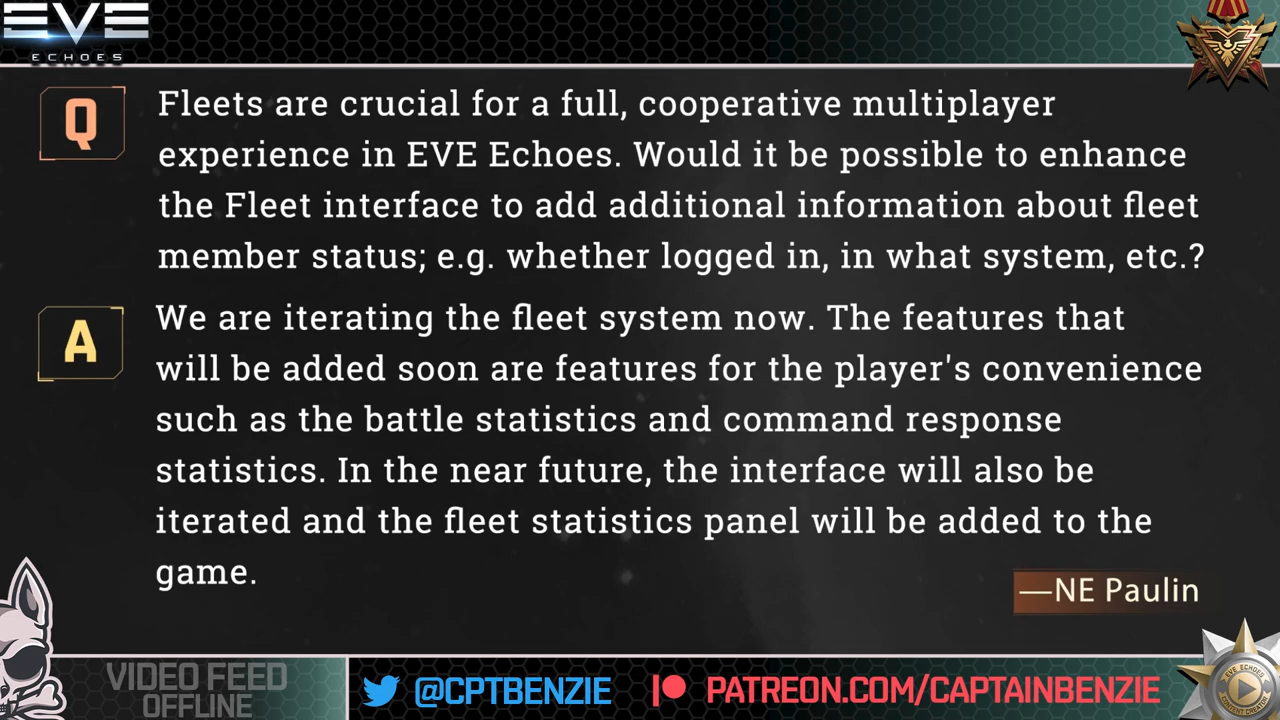 EVE
ECHOES
Q
Fleets are crucial for a full, cooperative multiplayer
experience in EVE Echoes. Would it be possible to enhance
the Fleet interface to add additional information about fleet
member status; e.g. whether logged in, in what system, etc.?
A
We are iterating the fleet system now. The features that
will be added soon are features for the player's convenience
such as the battle statistics and command response
statistics. In the near future, the interface will also be
iterated and the fleet statistics panel will be added to the
game.
—NE Paulin
VIDEO FEED
OFFLINE
@CPTBENZIE
PATREON.COM/CAPTAINBENZIE
EVE ECHOES
CONTENT CREATOR